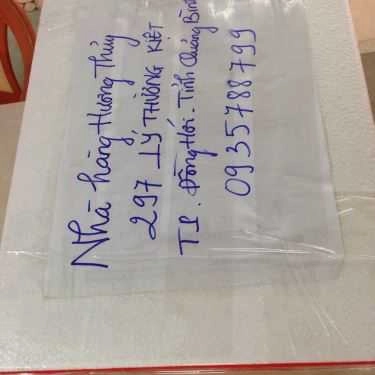 Nhà hàng Hương Thủy
297 LÝ THƯỜNG KIỆT
TP. Đồng Hới. Tỉnh Quảng Bình
0935788799